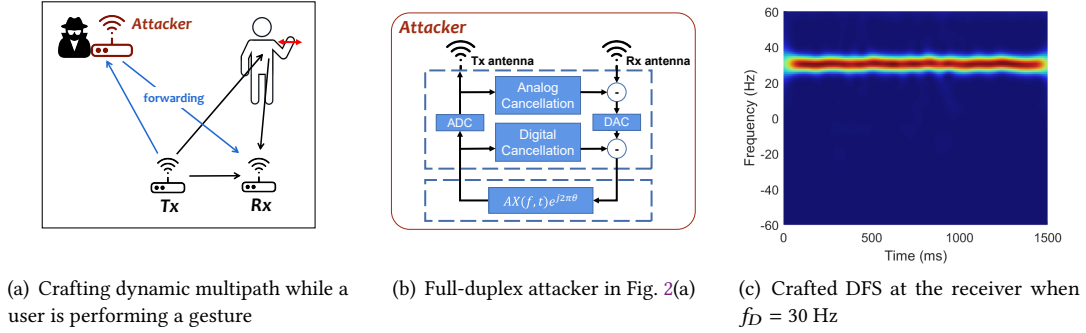 Attacker
forwarding
Tx
Rx
(a) Crafting dynamic multipath while a
user is performing a gesture
Attacker
Tx antenna
Rx antenna
Analog
Cancellation
-
ADC
DAC
Digital
Cancellation
-
AX(f,t)e^{j2πθ}
(b) Full-duplex attacker in Fig. 2(a)
60
40
20
0
-20
-40
-60
Frequency (Hz)
0
500
1000
1500
Time (ms)
(c) Crafted DFS at the receiver when
f_D = 30 Hz